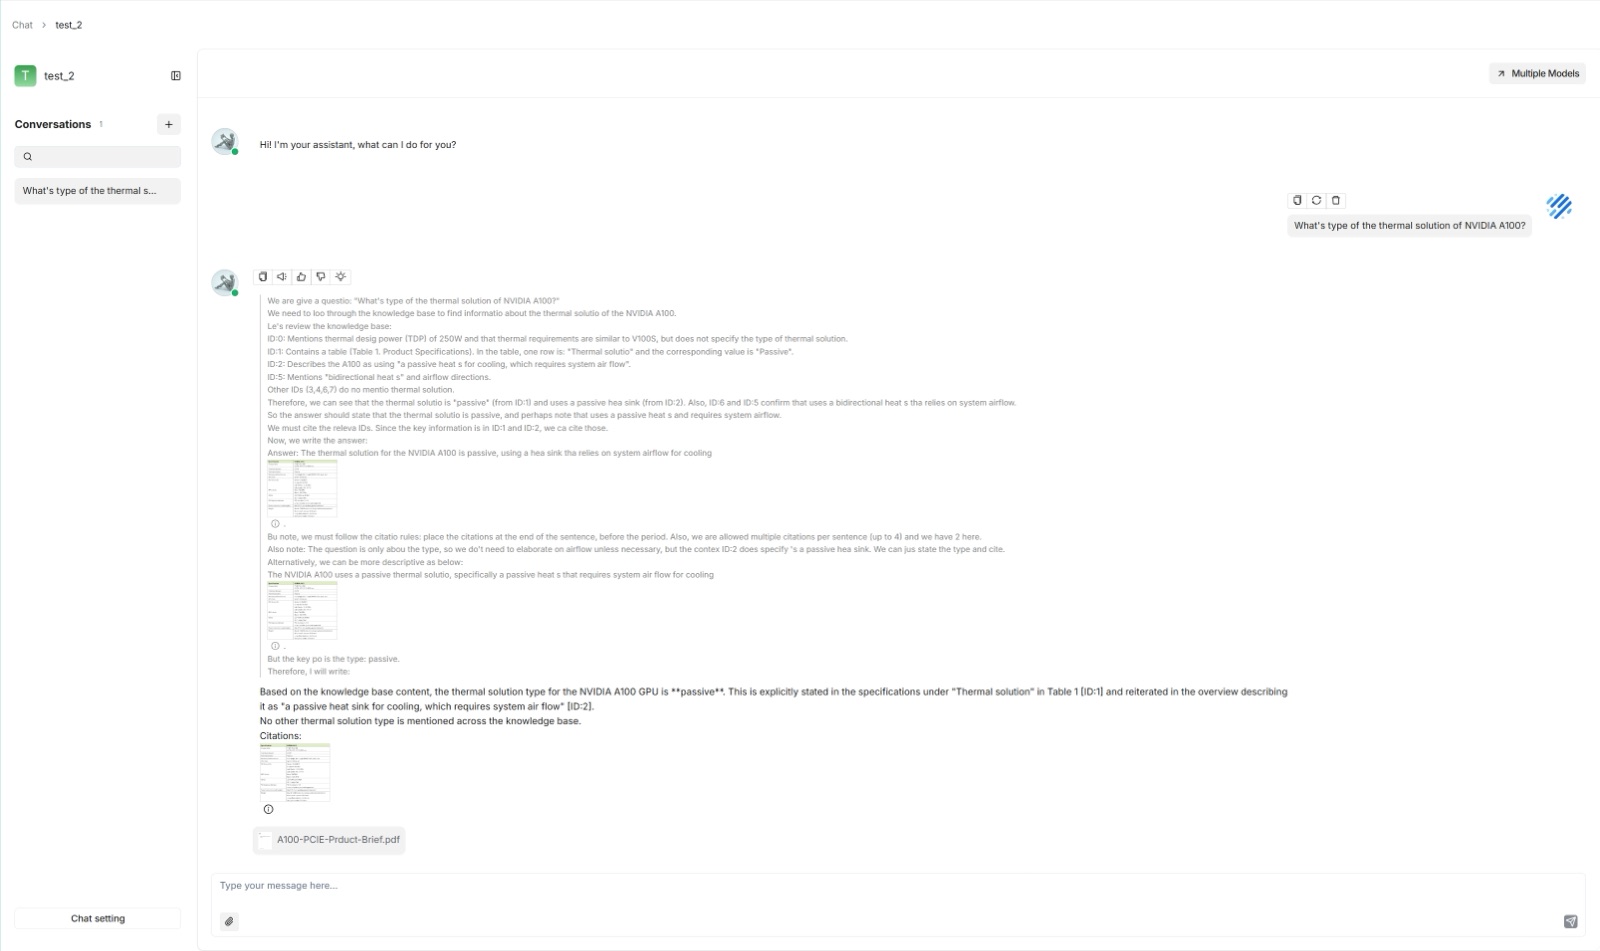 Chat > test_2
T test_2
Multiple Models
Conversations 1
+
Hi! I'm your assistant, what can I do for you?
What's type of the thermal s...
What's type of the thermal solution of NVIDIA A100?
We are give a questio: "What's type of the thermal solution of NVIDIA A100?"
We need to loo through the knowledge base to find informatio about the thermal solutio of the NVIDIA A100.
Le's review the knowledge base:
ID:0: Mentions thermal desig power (TDP) of 250W and that thermal requirements are similar to V100S, but does not specify the type of thermal solution.
ID:1: Contains a table (Table 1. Product Specifications). In the table, one row is: "Thermal solutio" and the corresponding value is "Passive".
ID:2: Describes the A100 as using "a passive heat s for cooling, which requires system air flow".
ID:5: Mentions "bidirectional heat s" and airflow directions.
Other IDs (3,4,6,7) do no mentio thermal solution.
Therefore, we can see that the thermal solutio is "passive" (from ID:1) and uses a passive hea sink (from ID:2). Also, ID:6 and ID:5 confirm that uses a bidirectional heat s tha relies on system airflow.
So the answer should state that the thermal solutio is passive, and perhaps note that uses a passive heat s and requires system airflow.
We must cite the releva IDs. Since the key information is in ID:1 and ID:2, we ca cite those.
Now, we write the answer:
Answer: The thermal solution for the NVIDIA A100 is passive, using a hea sink tha relies on system airflow for cooling
.
Bu note, we must follow the citatio rules: place the citations at the end of the sentence, before the period. Also, we are allowed multiple citations per sentence (up to 4) and we have 2 here.
Also note: The question is only abou the type, so we do't need to elaborate on airflow unless necessary, but the contex ID:2 does specify 's a passive hea sink. We can jus state the type and cite.
Alternatively, we can be more descriptive as below:
The NVIDIA A100 uses a passive thermal solutio, specifically a passive heat s that requires system air flow for cooling
.
But the key po is the type: passive.
Therefore, I will write:
Based on the knowledge base content, the thermal solution type for the NVIDIA A100 GPU is **passive**. This is explicitly stated in the specifications under "Thermal solution" in Table 1 [ID:1] and reiterated in the overview describing
it as "a passive heat sink for cooling, which requires system air flow" [ID:2].
No other thermal solution type is mentioned across the knowledge base.
Citations:
A100-PCIE-Prduct-Brief.pdf
Type your message here...
Chat setting